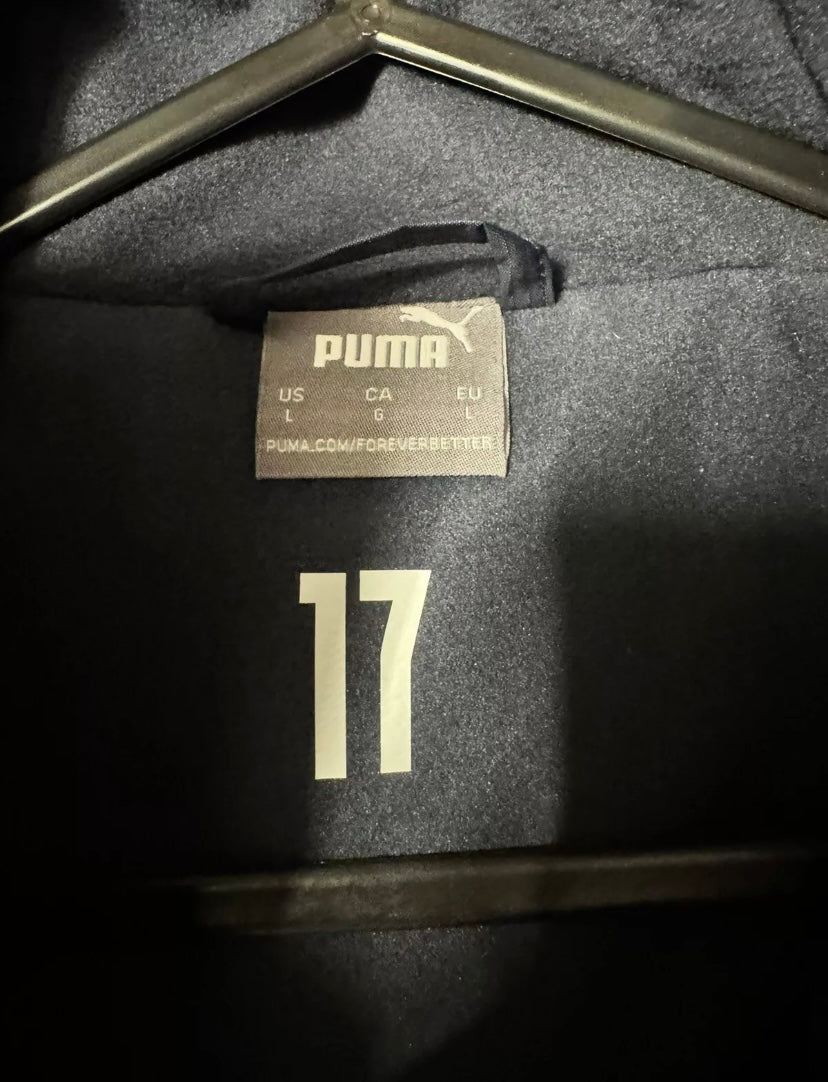 PUMA
US CA EU
L G L
PUMA.COM/FOREVERBETTER
17